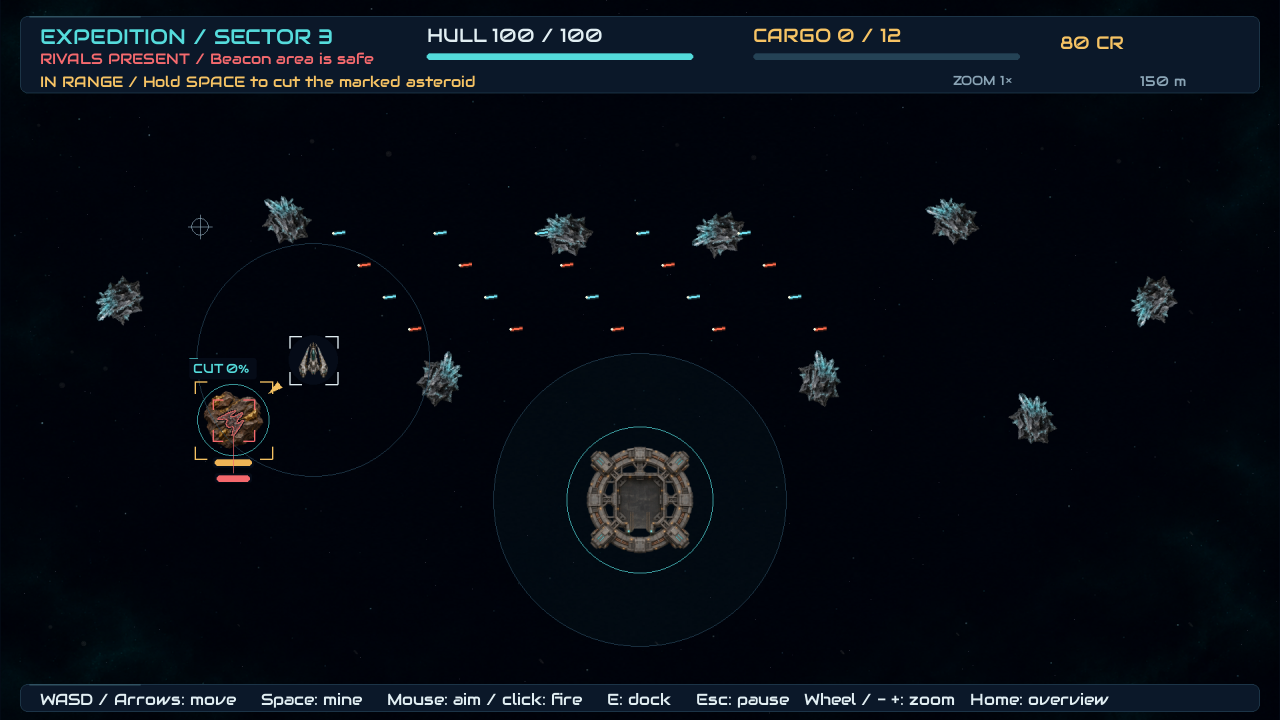 EXPEDITION / SECTOR 3
RIVALS PRESENT / Beacon area is safe
IN RANGE / Hold SPACE to cut the marked asteroid
HULL 100 / 100
CARGO 0 / 12
80 CR
ZOOM 1×
150 m
CUT 0%
WASD / Arrows: move
Space: mine
Mouse: aim / click: fire
E: dock
Esc: pause
Wheel / - +: zoom
Home: overview